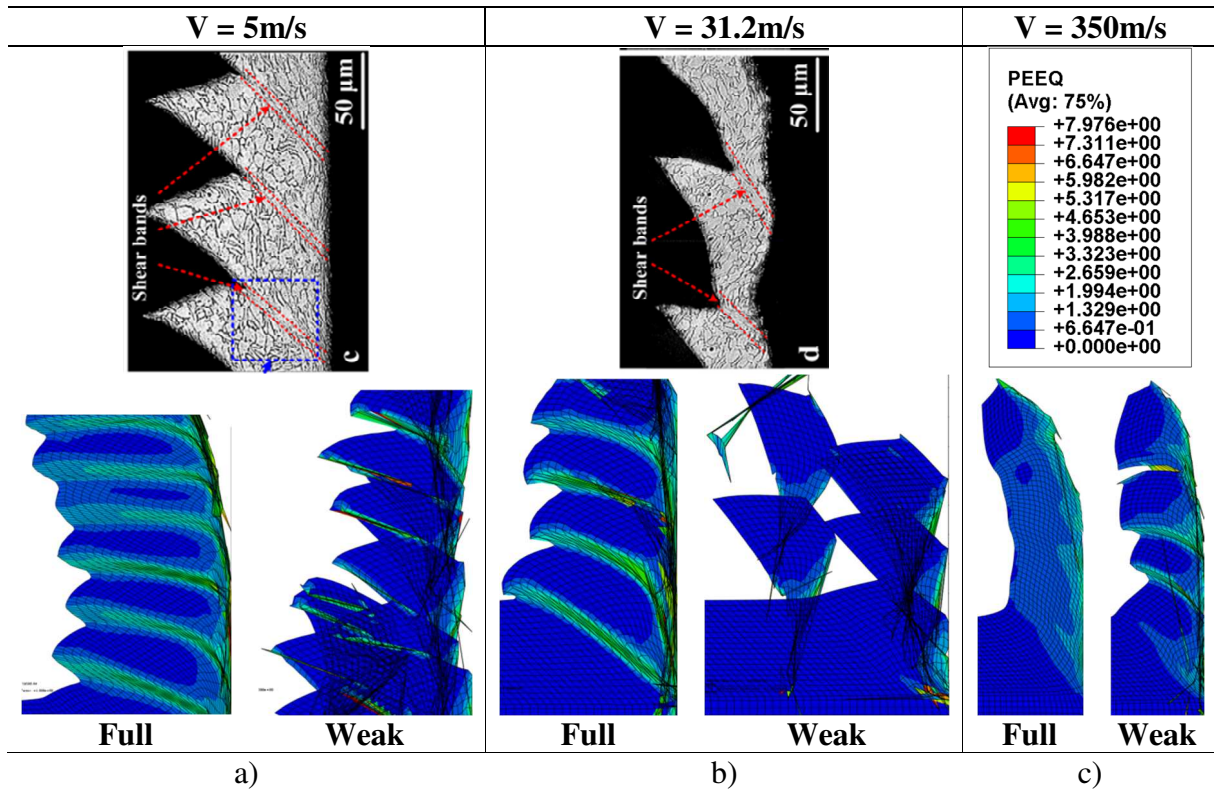 V = 5m/s
V = 31.2m/s
V = 350m/s
Shear bands
50 µm
c
Shear bands
50 µm
d
PEEQ
(Avg: 75%)
+7.976e+00
+7.311e+00
+6.647e+00
+5.982e+00
+5.317e+00
+4.653e+00
+3.988e+00
+3.323e+00
+2.659e+00
+1.994e+00
+1.329e+00
+6.647e-01
+0.000e+00
Full
Weak
Full
Weak
Full
Weak
a)
b)
c)